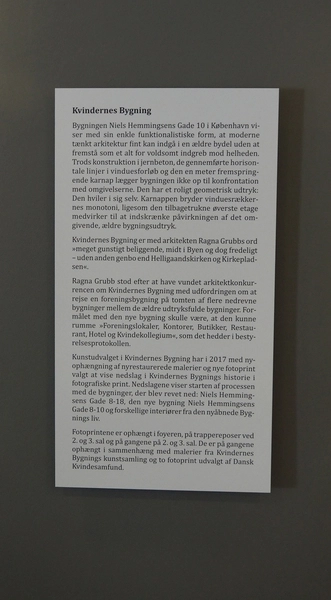 Kvindernes Bygning
Bygningen Niels Hemmingsens Gade 10 i København vi-
ser med sin enkle funktionalistiske form, at moderne
tænkt arkitektur fint kan indgå i en ældre bydel uden at
fremstå som et alt for voldsomt indgreb mod helheden.
Trods konstruktion i jernbeton, de gennemførte horison-
tale linjer i vinduesforløb og den en meter fremspring-
ende karnap lægger bygningen ikke op til konfrontation
med omgivelserne. Den har et roligt geometrisk udtryk:
Den hviler i sig selv. Karnappen bryder vinduesrækker-
nes monotoni, ligesom den tilbagetrukne øverste etage
medvirker til at indskrænke påvirkningen af det om-
givende, ældre bygningsudtryk.
Kvindernes Bygning er med arkitekten Ragna Grubbs ord
»meget gunstigt beliggende, midt i Byen og dog fredeligt
– uden anden genbo end Helligaandskirken og Kirkeplad-
sen«.
Ragna Grubb stod efter at have vundet arkitektkonkur-
rencen om Kvindernes Bygning med udfordringen om at
rejse en foreningsbygning på tomten af flere nedrevne
bygninger mellem de ældre udtryksfulde bygninger. For-
målet med den nye bygning skulle være, at den kunne
rumme »Foreningslokaler, Kontorer, Butikker, Restau-
rant, Hotel og Kvindekollegium«, som det hedder i besty-
relsesprotokollen.
Kunstudvalget i Kvindernes Bygning har i 2017 med ny-
ophængning af nyrestaurerede malerier og nye fotoprint
valgt at vise nedslag i Kvindernes Bygnings historie i
fotografiske print. Nedslagene viser starten af processen
med de bygninger, der blev revet ned: Niels Hemming-
sens Gade 8-18, den nye bygning Niels Hemmingsens
Gade 8-10 og forskellige interiører fra den nyåbnede Byg-
nings liv.
Fotoprintene er ophængt i foyeren, på trappereposer ved
2. og 3. sal og på gangene på 2. og 3. sal. De er på gangene
ophængt i sammenhæng med malerier fra Kvindernes
Bygnings kunstsamling og to fotoprint udvalgt af Dansk
Kvindesamfund.